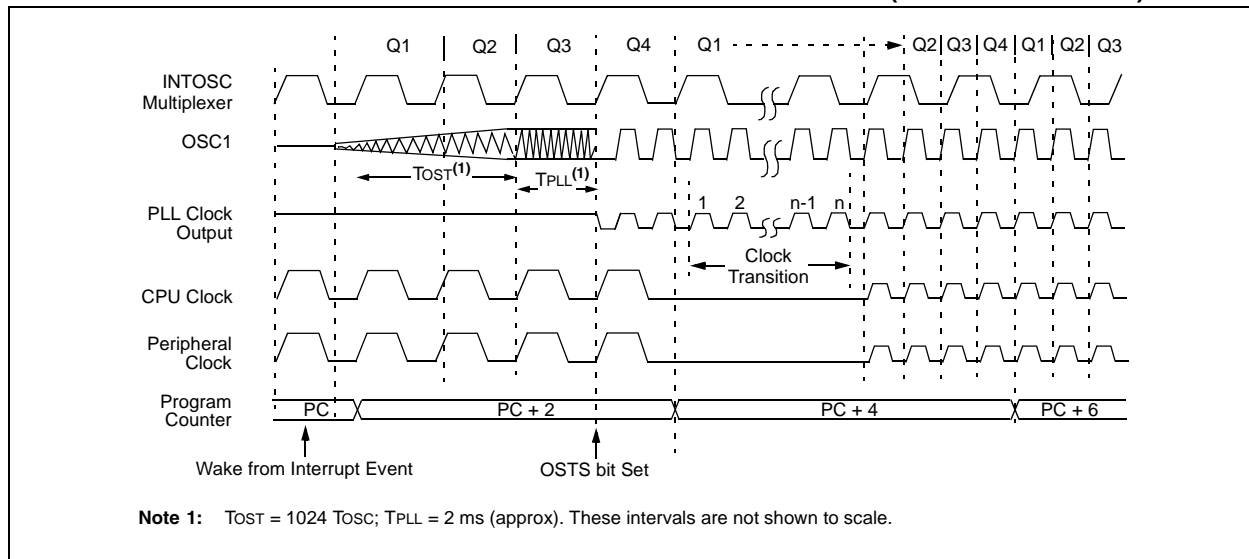 Q1 Q2 Q3 Q4 Q1 Q2 Q3 Q4 Q1 Q2 Q3
INTOSC
Multiplexer
OSC1
TOST(1) TPLL(1)
1 2 n-1 n
PLL Clock
Output
Clock
Transition
CPU Clock
Peripheral
Clock
Program
Counter
PC PC + 2 PC + 4 PC + 6
Wake from Interrupt Event OSTS bit Set
Note 1: TOST = 1024 TOSC; TPLL = 2 ms (approx). These intervals are not shown to scale.